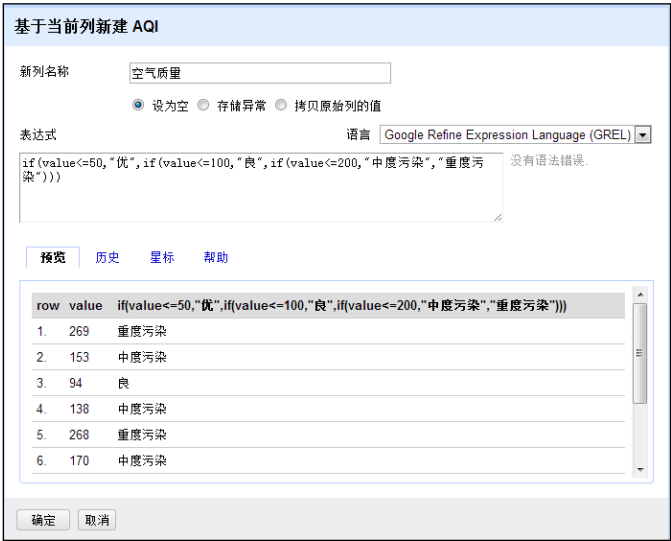 基于当前列新建 AQI
新列名称 空气质量
设为空 存储异常 拷贝原始列的值
表达式 语言 Google Refine Expression Language (GREL)
if(value<=50,"优",if(value<=100,"良",if(value<=200,"中度污染","重度污
染")))
没有语法错误.
预览 历史 星标 帮助
row value if(value<=50,"优",if(value<=100,"良",if(value<=200,"中度污染","重度污染")))
1. 269 重度污染
2. 153 中度污染
3. 94 良
4. 138 中度污染
5. 268 重度污染
6. 170 中度污染
确定 取消